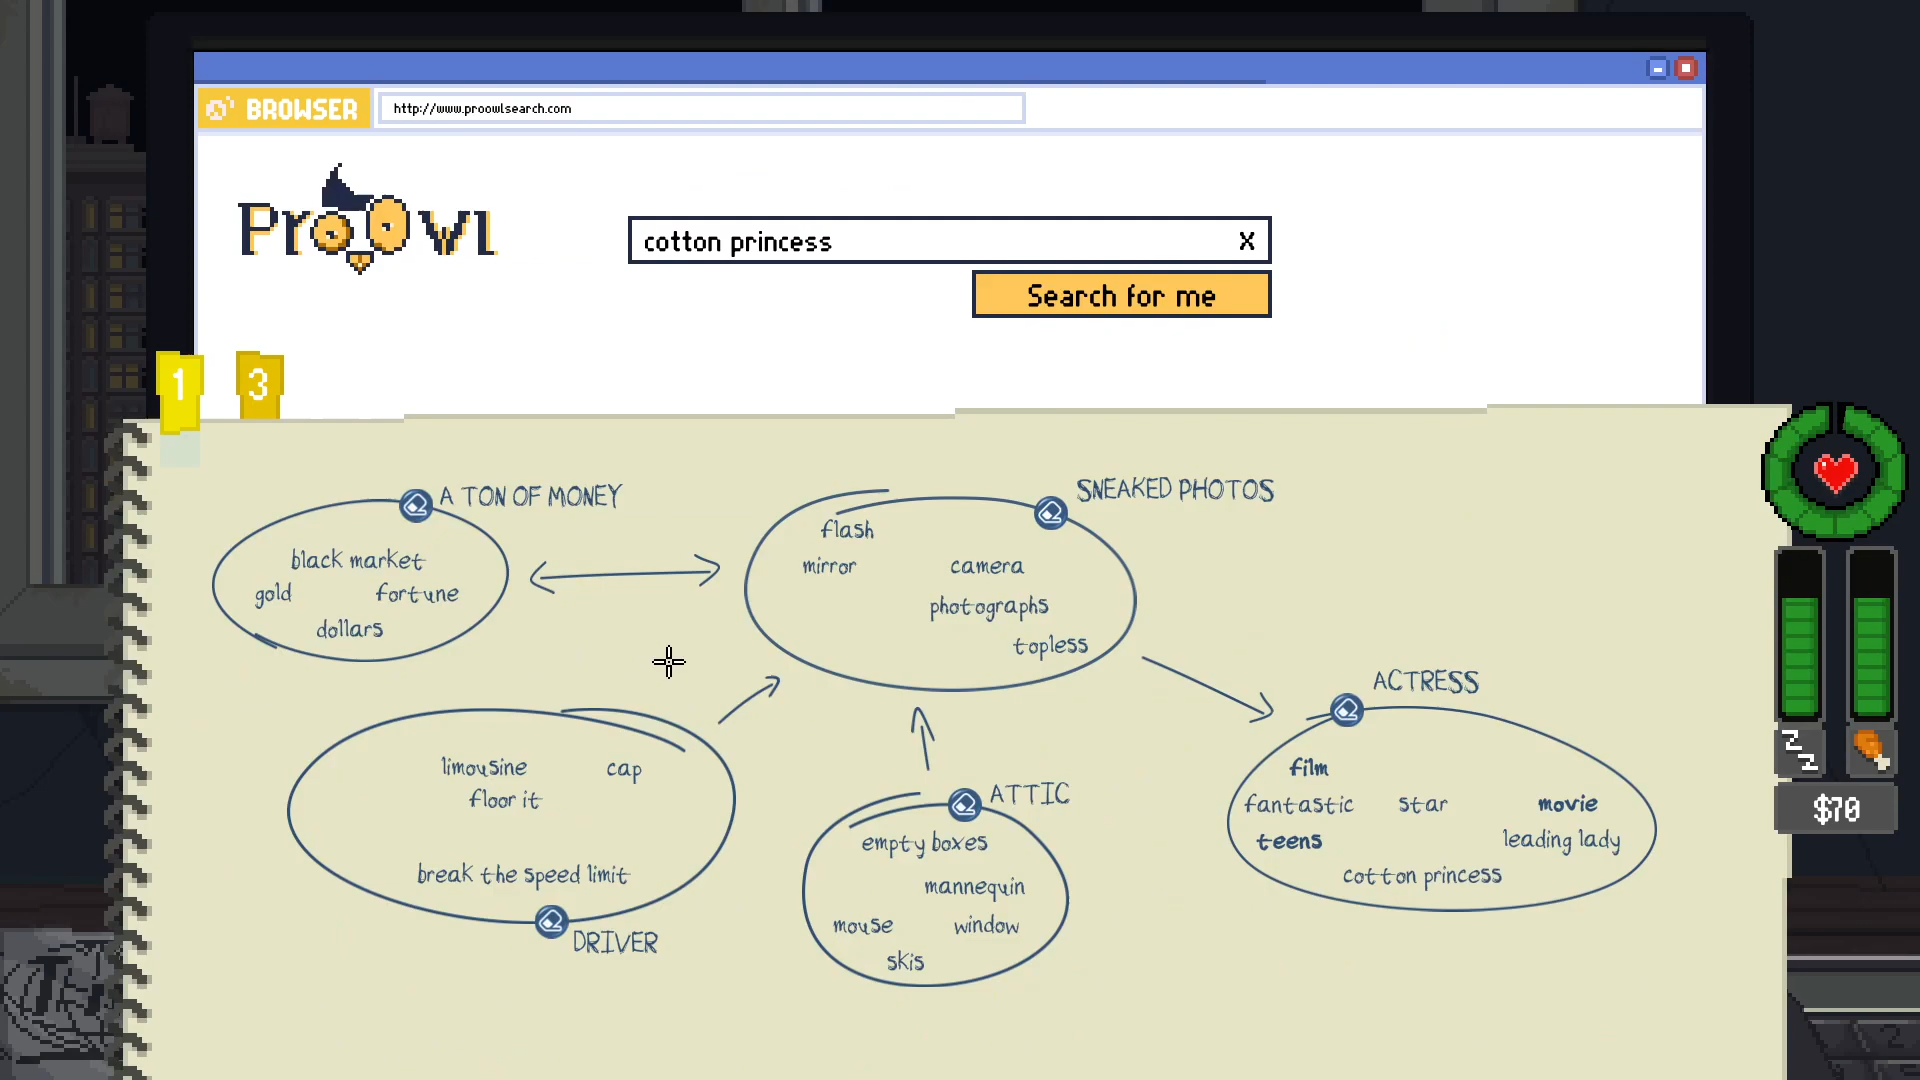 BROWSER
http://www.proowlsearch.com
PrOOwl
cotton princess X
Search for me
1 3
A TON OF MONEY
black market
gold fortune
dollars
SNEAKED PHOTOS
flash
mirror camera
photographs
topless
ACTRESS
film
fantastic star movie
teens leading lady
cotton princess
limousine cap
floor it
break the speed limit
DRIVER
ATTIC
empty boxes
mannequin
mouse window
skis
$70